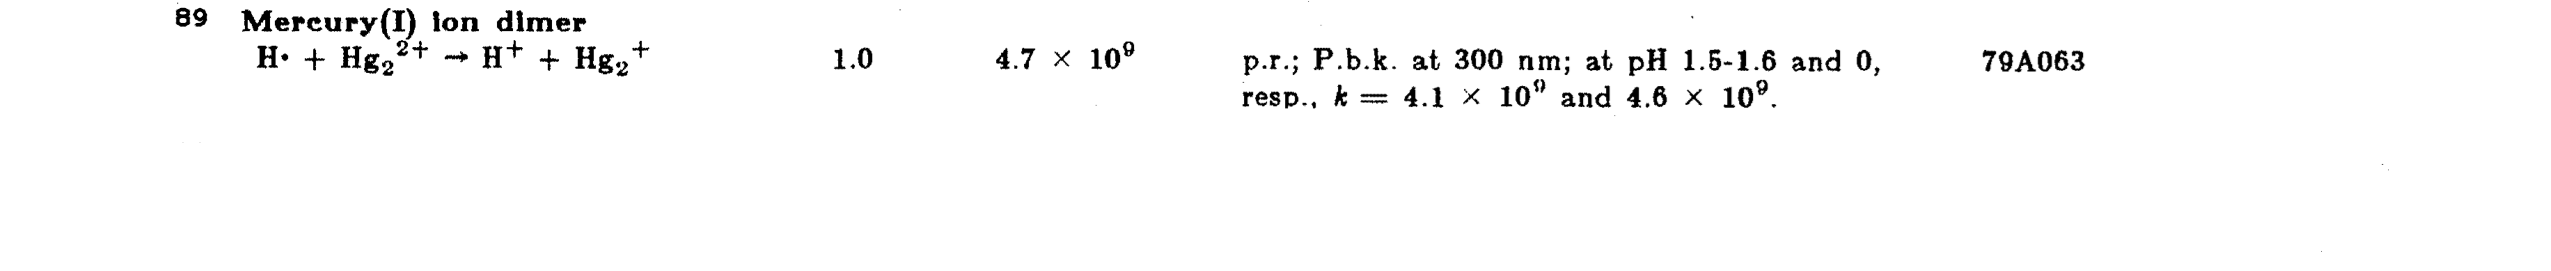 89 Mercury(I) ion dimer
H· + Hg₂²⁺ → H⁺ + Hg₂⁺ 1.0 4.7 × 10⁹ p.r.; P.b.k. at 300 nm; at pH 1.5-1.6 and 0, 79A063
resp., k = 4.1 × 10⁹ and 4.6 × 10⁹.